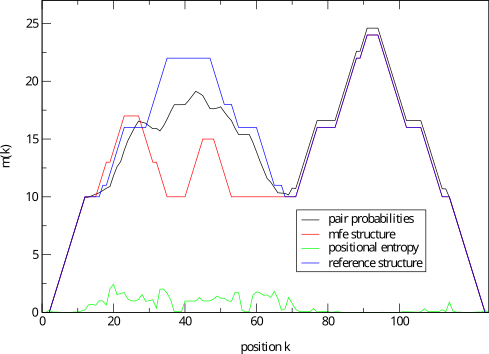 25
20
15
10
5
0
m(k)
pair probabilities
mfe structure
positional entropy
reference structure
0 20 40 60 80 100
position k